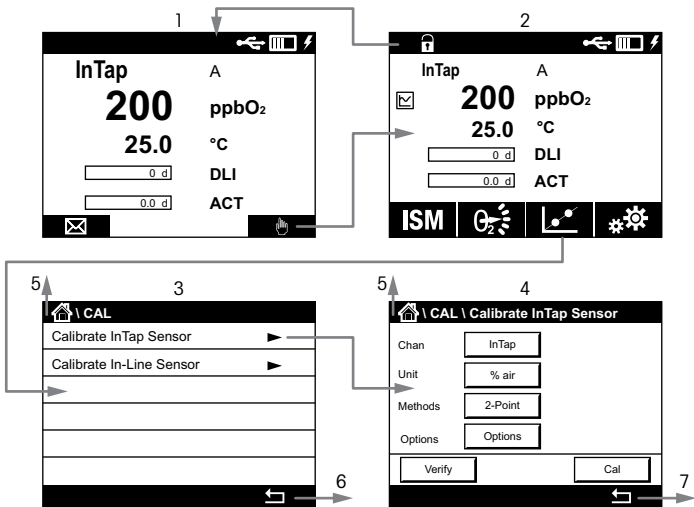 1
InTap A
200 ppbO₂
25.0 °C
0 d DLI
0.0 d ACT
2
InTap A
200 ppbO₂
25.0 °C
0 d DLI
0.0 d ACT
ISM O₂
5
3
\ CAL
Calibrate InTap Sensor
Calibrate In-Line Sensor
6
5
4
\ CAL \ Calibrate InTap Sensor
Chan InTap
Unit % air
Methods 2-Point
Options Options
Verify Cal
7